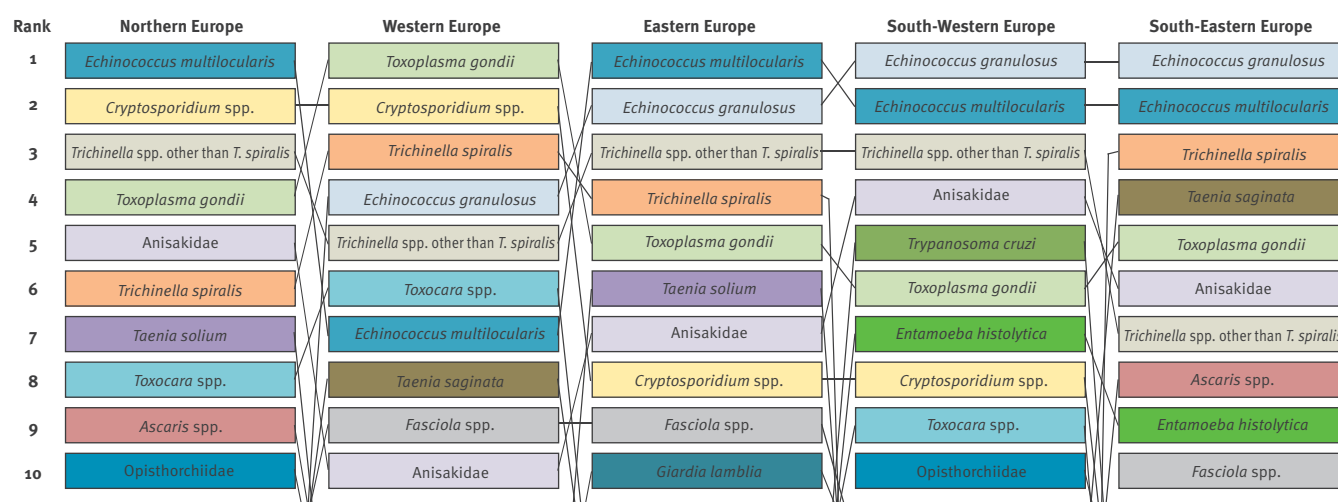 Rank Northern Europe Western Europe Eastern Europe South-Western Europe South-Eastern Europe
1 Echinococcus multilocularis Toxoplasma gondii Echinococcus multilocularis Echinococcus granulosus Echinococcus granulosus
2 Cryptosporidium spp. Cryptosporidium spp. Echinococcus granulosus Echinococcus multilocularis Echinococcus multilocularis
3 Trichinella spp. other than T. spiralis Trichinella spiralis Trichinella spp. other than T. spiralis Trichinella spp. other than T. spiralis Trichinella spiralis
4 Toxoplasma gondii Echinococcus granulosus Trichinella spiralis Anisakidae Taenia saginata
5 Anisakidae Trichinella spp. other than T. spiralis Toxoplasma gondii Trypanosoma cruzi Toxoplasma gondii
6 Trichinella spiralis Toxocara spp. Taenia solium Toxoplasma gondii Anisakidae
7 Taenia solium Echinococcus multilocularis Anisakidae Entamoeba histolytica Trichinella spp. other than T. spiralis
8 Toxocara spp. Taenia saginata Cryptosporidium spp. Cryptosporidium spp. Ascaris spp.
9 Ascaris spp. Fasciola spp. Fasciola spp. Toxocara spp. Entamoeba histolytica
10 Opisthorchiidae Anisakidae Giardia lamblia Opisthorchiidae Fasciola spp.